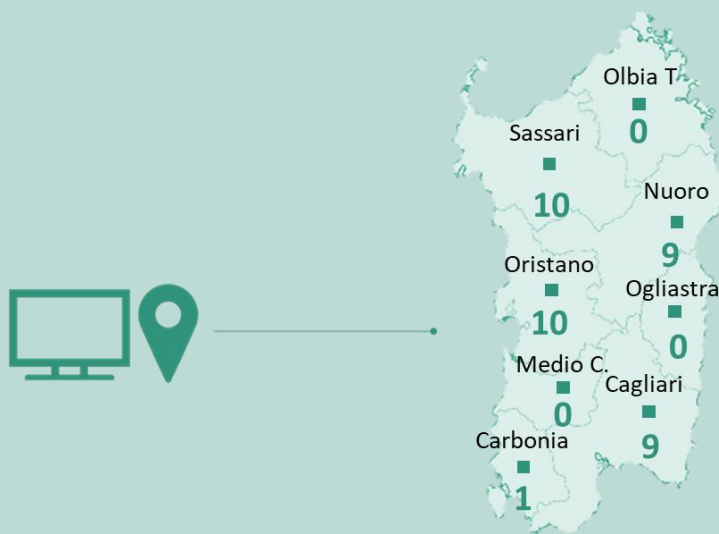 Olbia T
0
Sassari
10
Nuoro
9
Oristano
10
Ogliastra
0
Medio C.
0
Cagliari
9
Carbonia
1